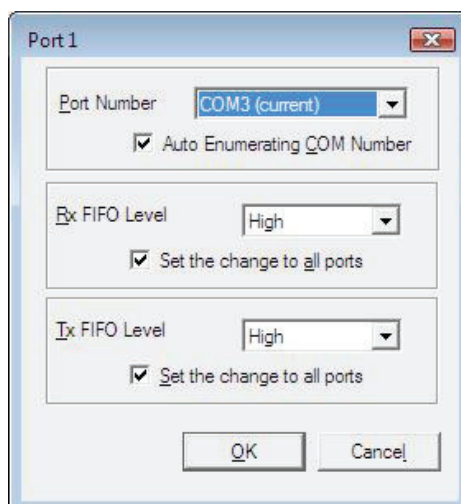 Port 1
Port Number COM3 (current)
Auto Enumerating COM Number
Rx FIFO Level High
Set the change to all ports
Tx FIFO Level High
Set the change to all ports
OK Cancel